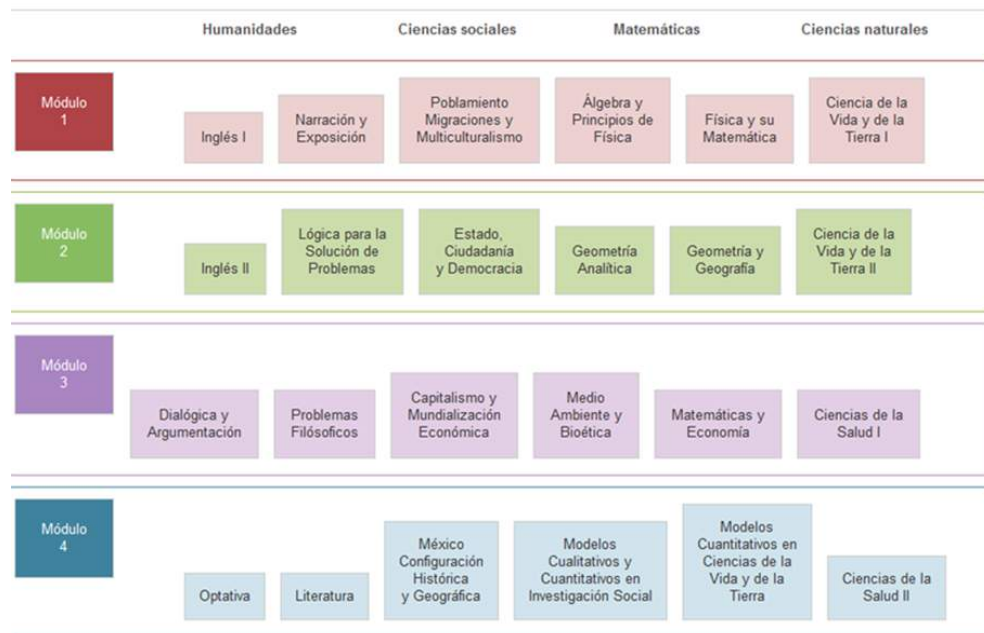 Humanidades Ciencias sociales Matemáticas Ciencias naturales
Módulo
1
Inglés I
Narración y
Exposición
Poblamiento
Migraciones y
Multiculturalismo
Álgebra y
Principios de
Física
Física y su
Matemática
Ciencia de la
Vida y de la
Tierra I
Módulo
2
Inglés II
Lógica para la
Solución de
Problemas
Estado,
Ciudadanía
y Democracia
Geometría
Analítica
Geometría y
Geografía
Ciencia de la
Vida y de la
Tierra II
Módulo
3
Dialógica y
Argumentación
Problemas
Filósoficos
Capitalismo y
Mundialización
Económica
Medio
Ambiente y
Bioética
Matemáticas y
Economía
Ciencias de la
Salud I
Módulo
4
Optativa
Literatura
México
Configuración
Histórica
y Geográfica
Modelos
Cualitativos y
Cuantitativos en
Investigación Social
Modelos
Cuantitativos en
Ciencias de la
Vida y de la
Tierra
Ciencias de la
Salud II